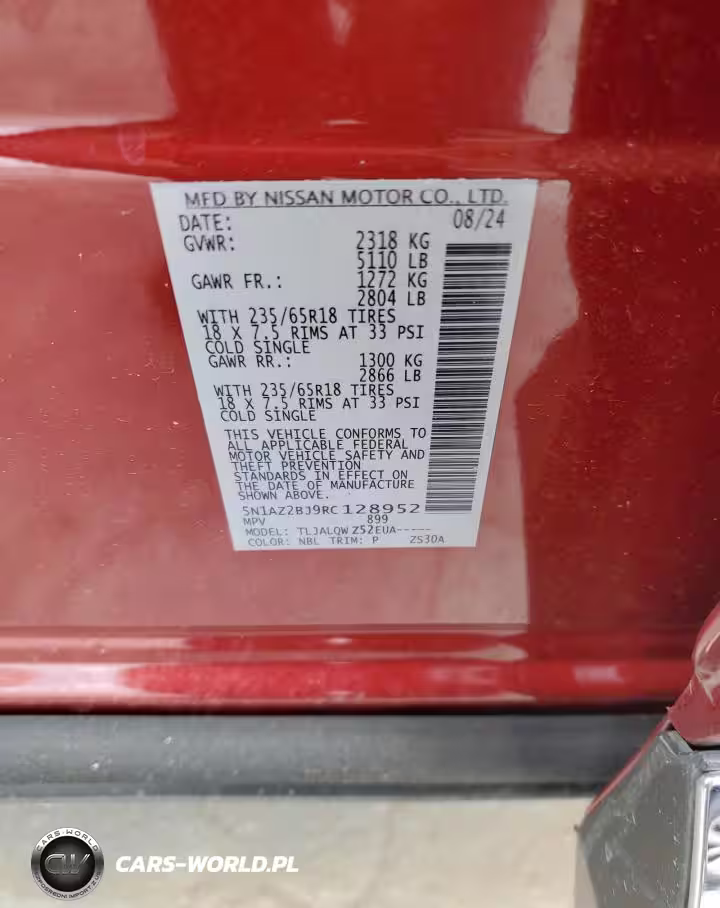 MFD BY NISSAN MOTOR CO., LTD.
DATE: 08/24
GVWR: 2318 KG
5110 LB
GAWR FR.: 1272 KG
2804 LB
WITH 235/65R18 TIRES
18 X 7.5 RIMS AT 33 PSI
COLD SINGLE
GAWR RR.: 1300 KG
2866 LB
WITH 235/65R18 TIRES
18 X 7.5 RIMS AT 33 PSI
COLD SINGLE
THIS VEHICLE CONFORMS TO
ALL APPLICABLE FEDERAL
MOTOR VEHICLE SAFETY AND
THEFT PREVENTION
STANDARDS IN EFFECT ON
THE DATE OF MANUFACTURE
SHOWN ABOVE.
5N1AZ2BJ9RC128952
MPV 899
MODEL: TLJALQWZ52EUA-----
COLOR: NBL TRIM: P ZS30A
CARS-WORLD
CW
CARS-WORLD.PL